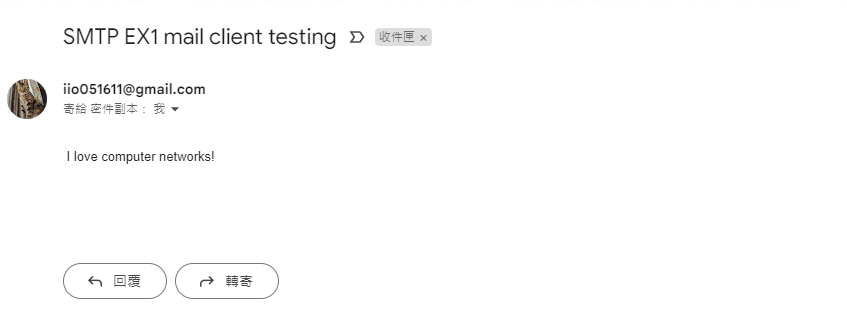 SMTP EX1 mail client testing 收件匣 ×
iio051611@gmail.com
寄給 密件副本： 我
I love computer networks!
回覆 轉寄